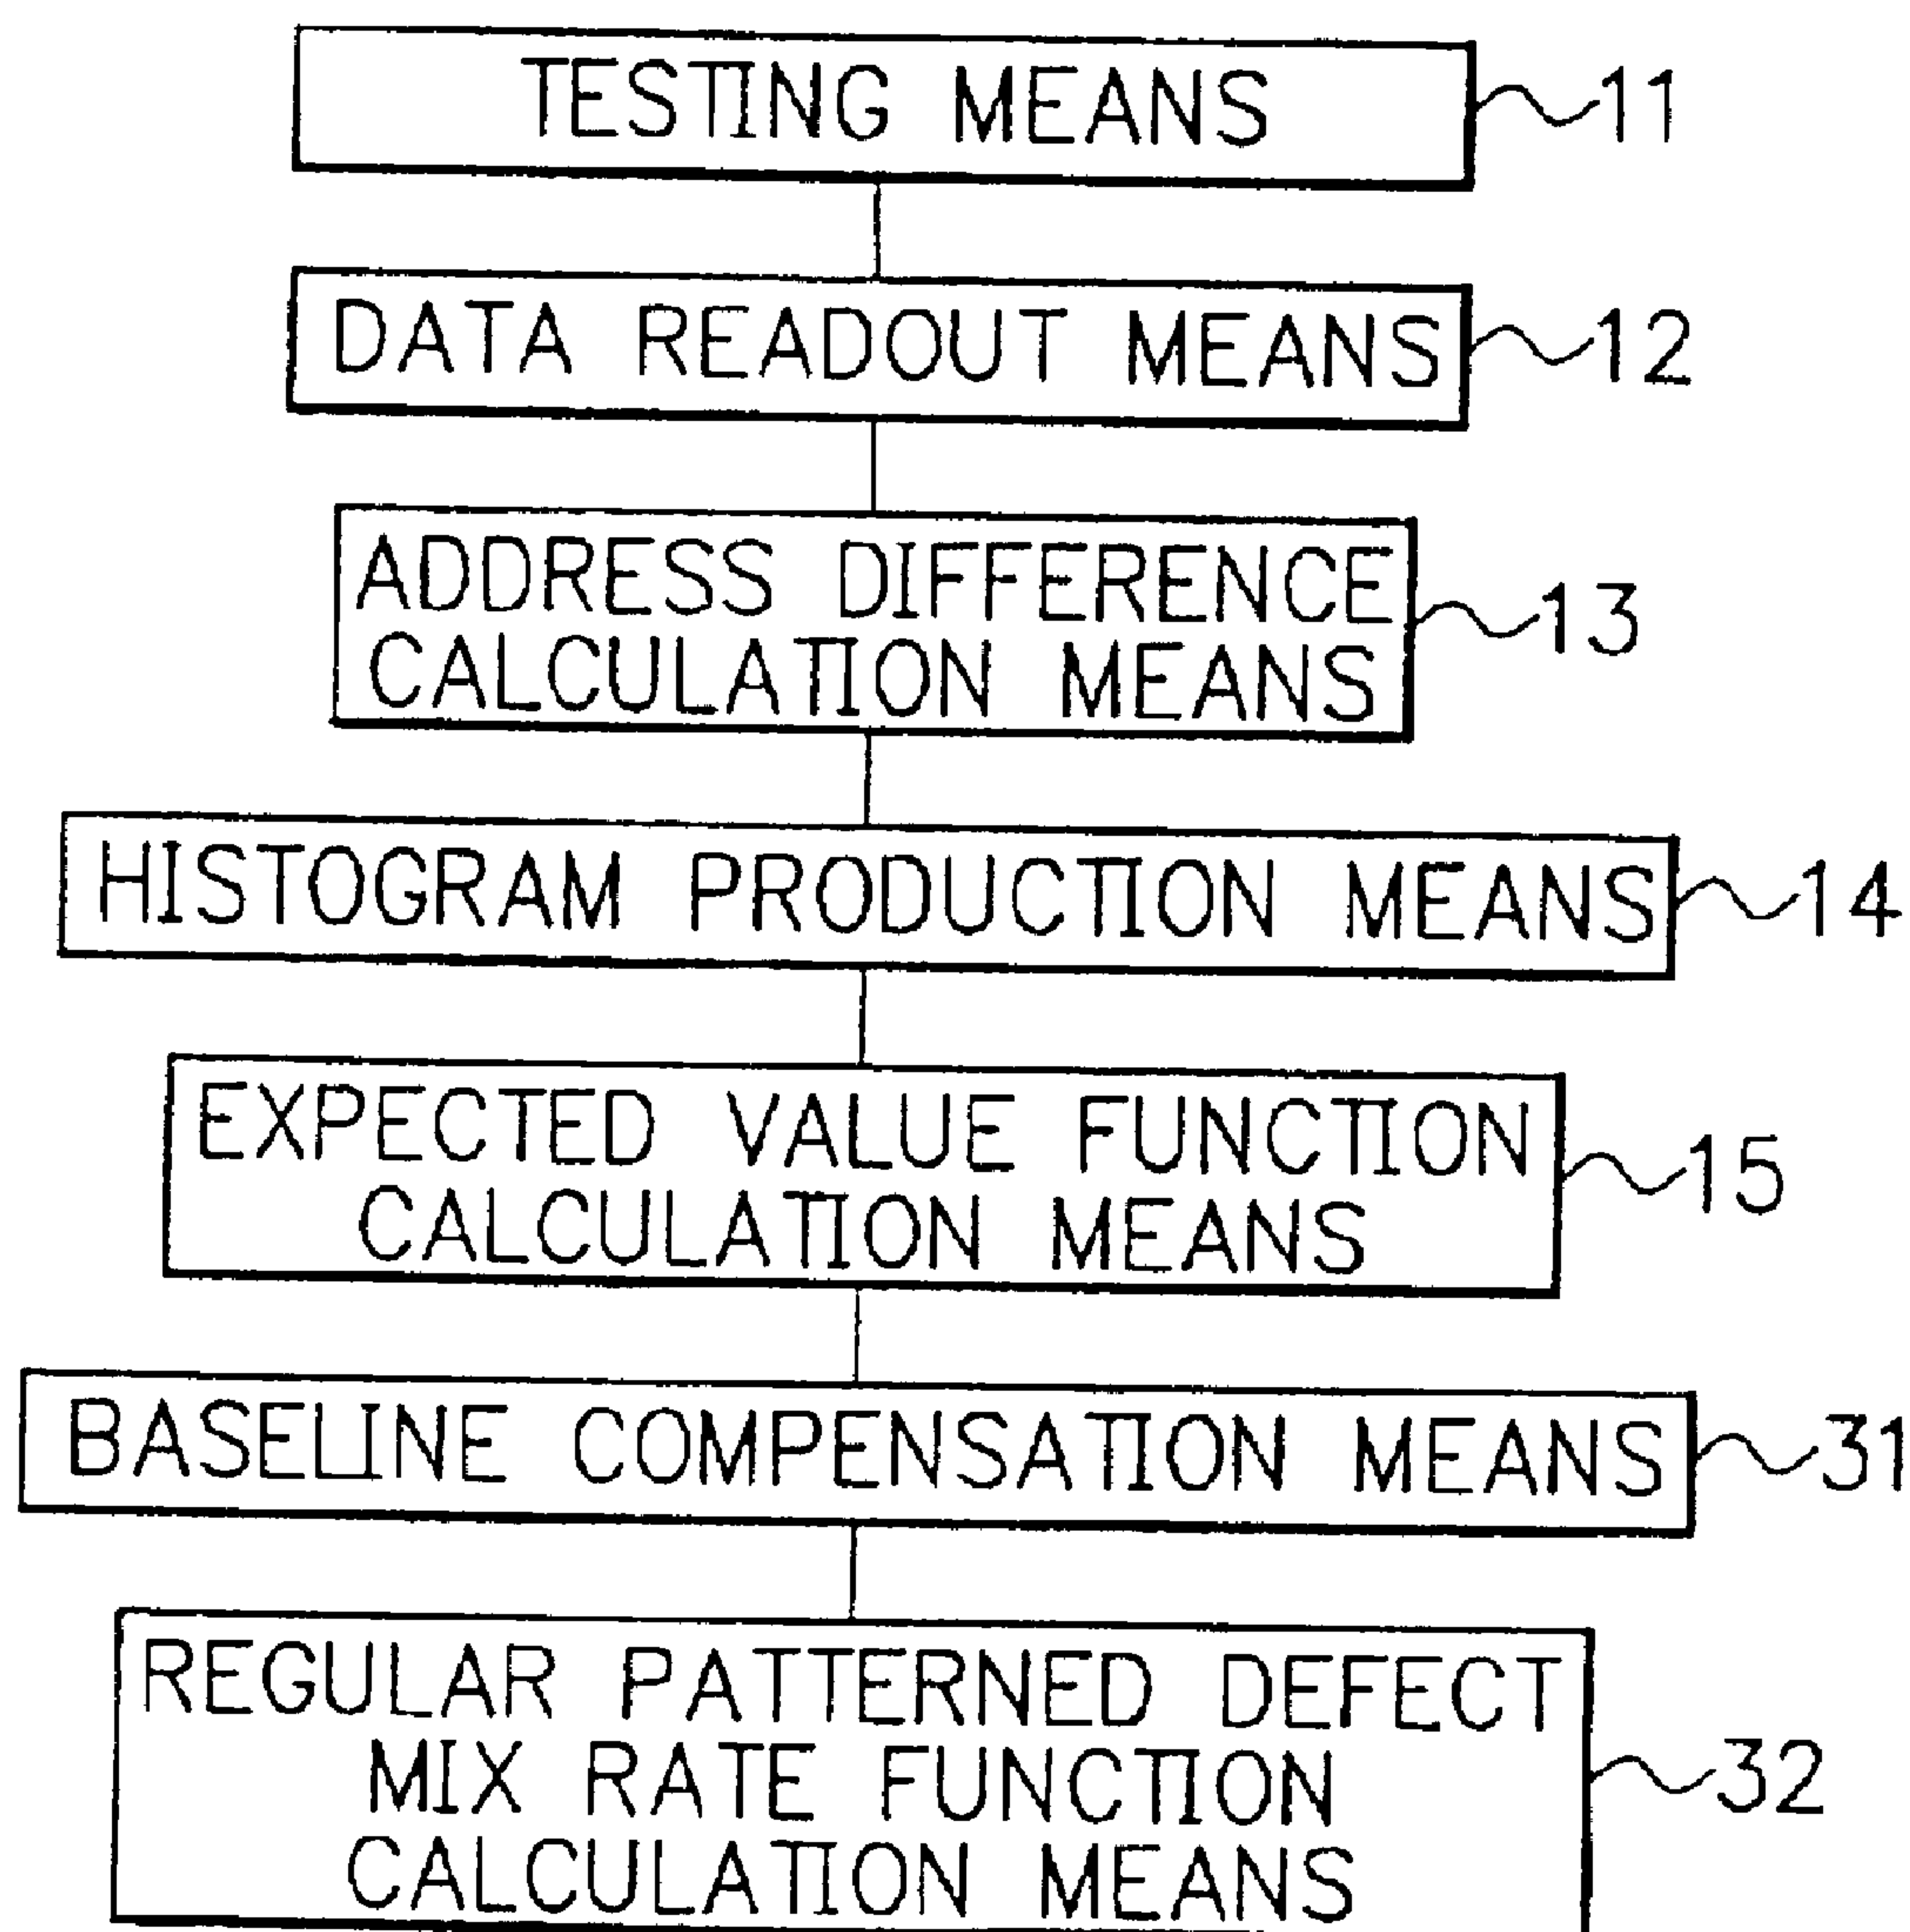 TESTING MEANS 11
DATA READOUT MEANS 12
ADDRESS DIFFERENCE
CALCULATION MEANS 13
HISTOGRAM PRODUCTION MEANS 14
EXPECTED VALUE FUNCTION
CALCULATION MEANS 15
BASELINE COMPENSATION MEANS 31
REGULAR PATTERNED DEFECT
MIX RATE FUNCTION 32
CALCULATION MEANS